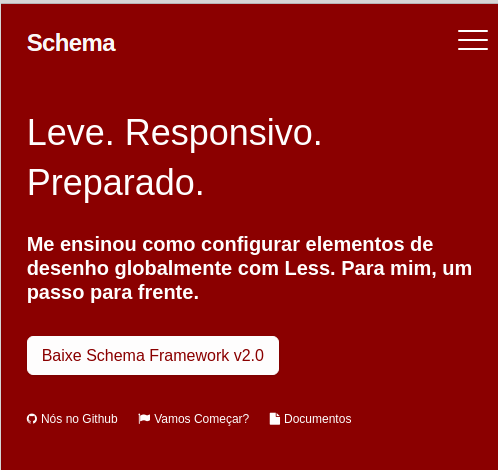 Schema
Leve. Responsivo.
Preparado.
Me ensinou como configurar elementos de
desenho globalmente com Less. Para mim, um
passo para frente.
Baixe Schema Framework v2.0
Nós no Github Vamos Começar? Documentos